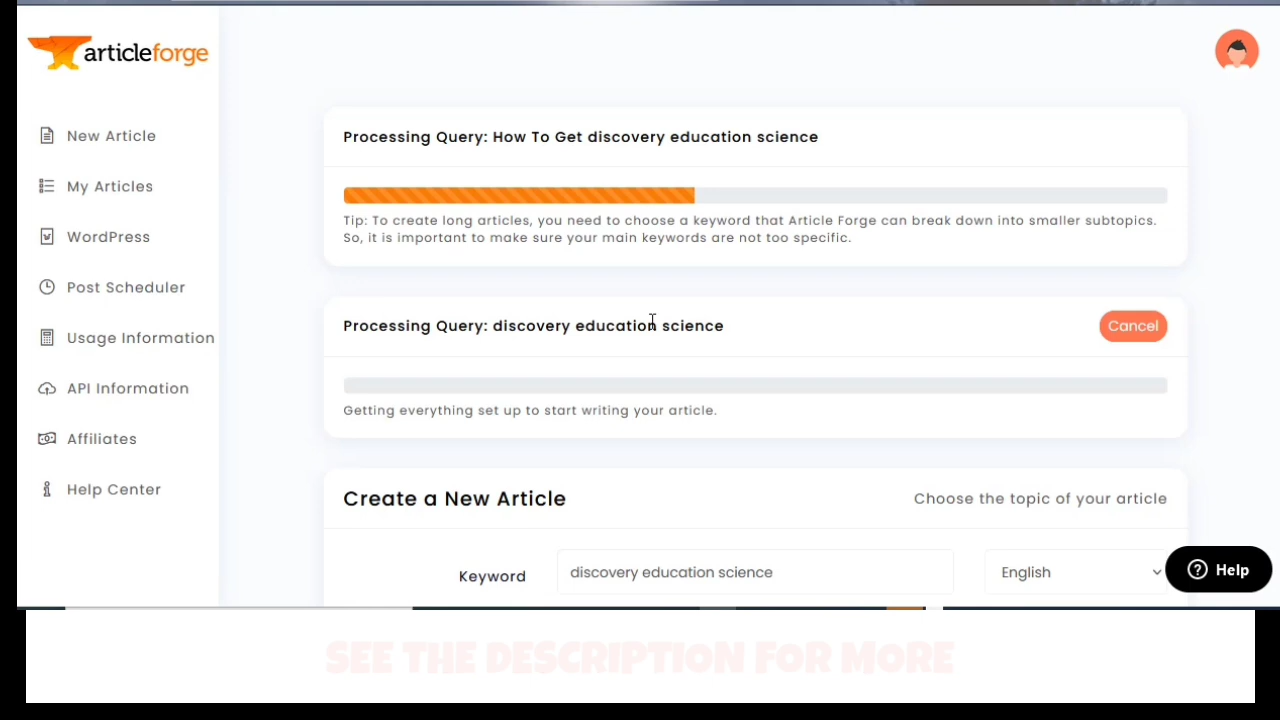 articleforge
New Article
My Articles
WordPress
Post Scheduler
Usage Information
API Information
Affiliates
Help Center
Processing Query: How To Get discovery education science
Tip: To create long articles, you need to choose a keyword that Article Forge can break down into smaller subtopics.
So, it is important to make sure your main keywords are not too specific.
Processing Query: discovery education science
Cancel
Getting everything set up to start writing your article.
Create a New Article
Choose the topic of your article
Keyword
discovery education science
English
Help
SEE THE DESCRIPTION FOR MORE